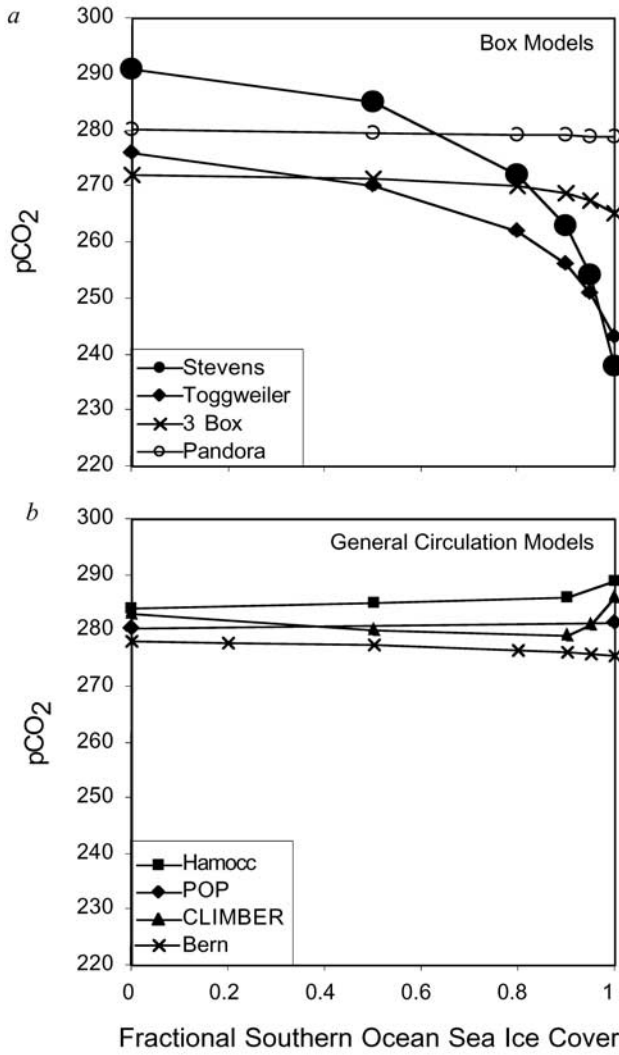 a
300
Box Models
290
280
270
pCO2
260
250
240
230
220
Stevens
Toggweiler
3 Box
Pandora
b
300
General Circulation Models
290
280
270
pCO2
260
250
240
230
220
Hamocc
POP
CLIMBER
Bern
0 0.2 0.4 0.6 0.8 1
Fractional Southern Ocean Sea Ice Cover